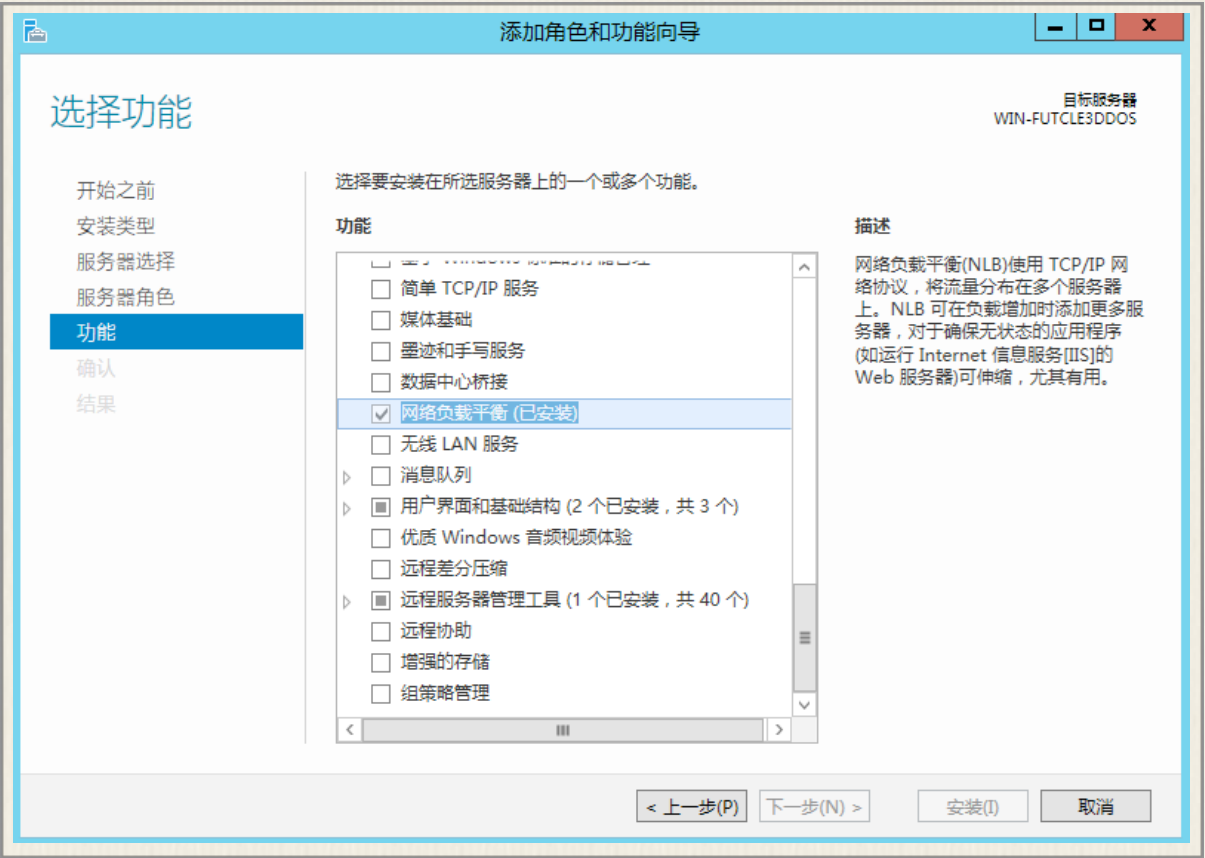 添加角色和功能向导
选择功能
目标服务器
WIN-FUTCLE3DDOS
开始之前
安装类型
服务器选择
服务器角色
功能
确认
结果
选择要安装在所选服务器上的一个或多个功能。
功能
简单 TCP/IP 服务
媒体基础
墨迹和手写服务
数据中心桥接
网络负载平衡 (已安装)
无线 LAN 服务
消息队列
用户界面和基础结构 (2 个已安装，共 3 个)
优质 Windows 音频视频体验
远程差分压缩
远程服务器管理工具 (1 个已安装，共 40 个)
远程协助
增强的存储
组策略管理
描述
网络负载平衡(NLB)使用 TCP/IP 网
络协议，将流量分布在多个服务器
上。NLB 可在负载增加时添加更多服
务器，对于确保无状态的应用程序
(如运行 Internet 信息服务[IIS]的
Web 服务器)可伸缩，尤其有用。
< 上一步(P)
下一步(N) >
安装(I)
取消